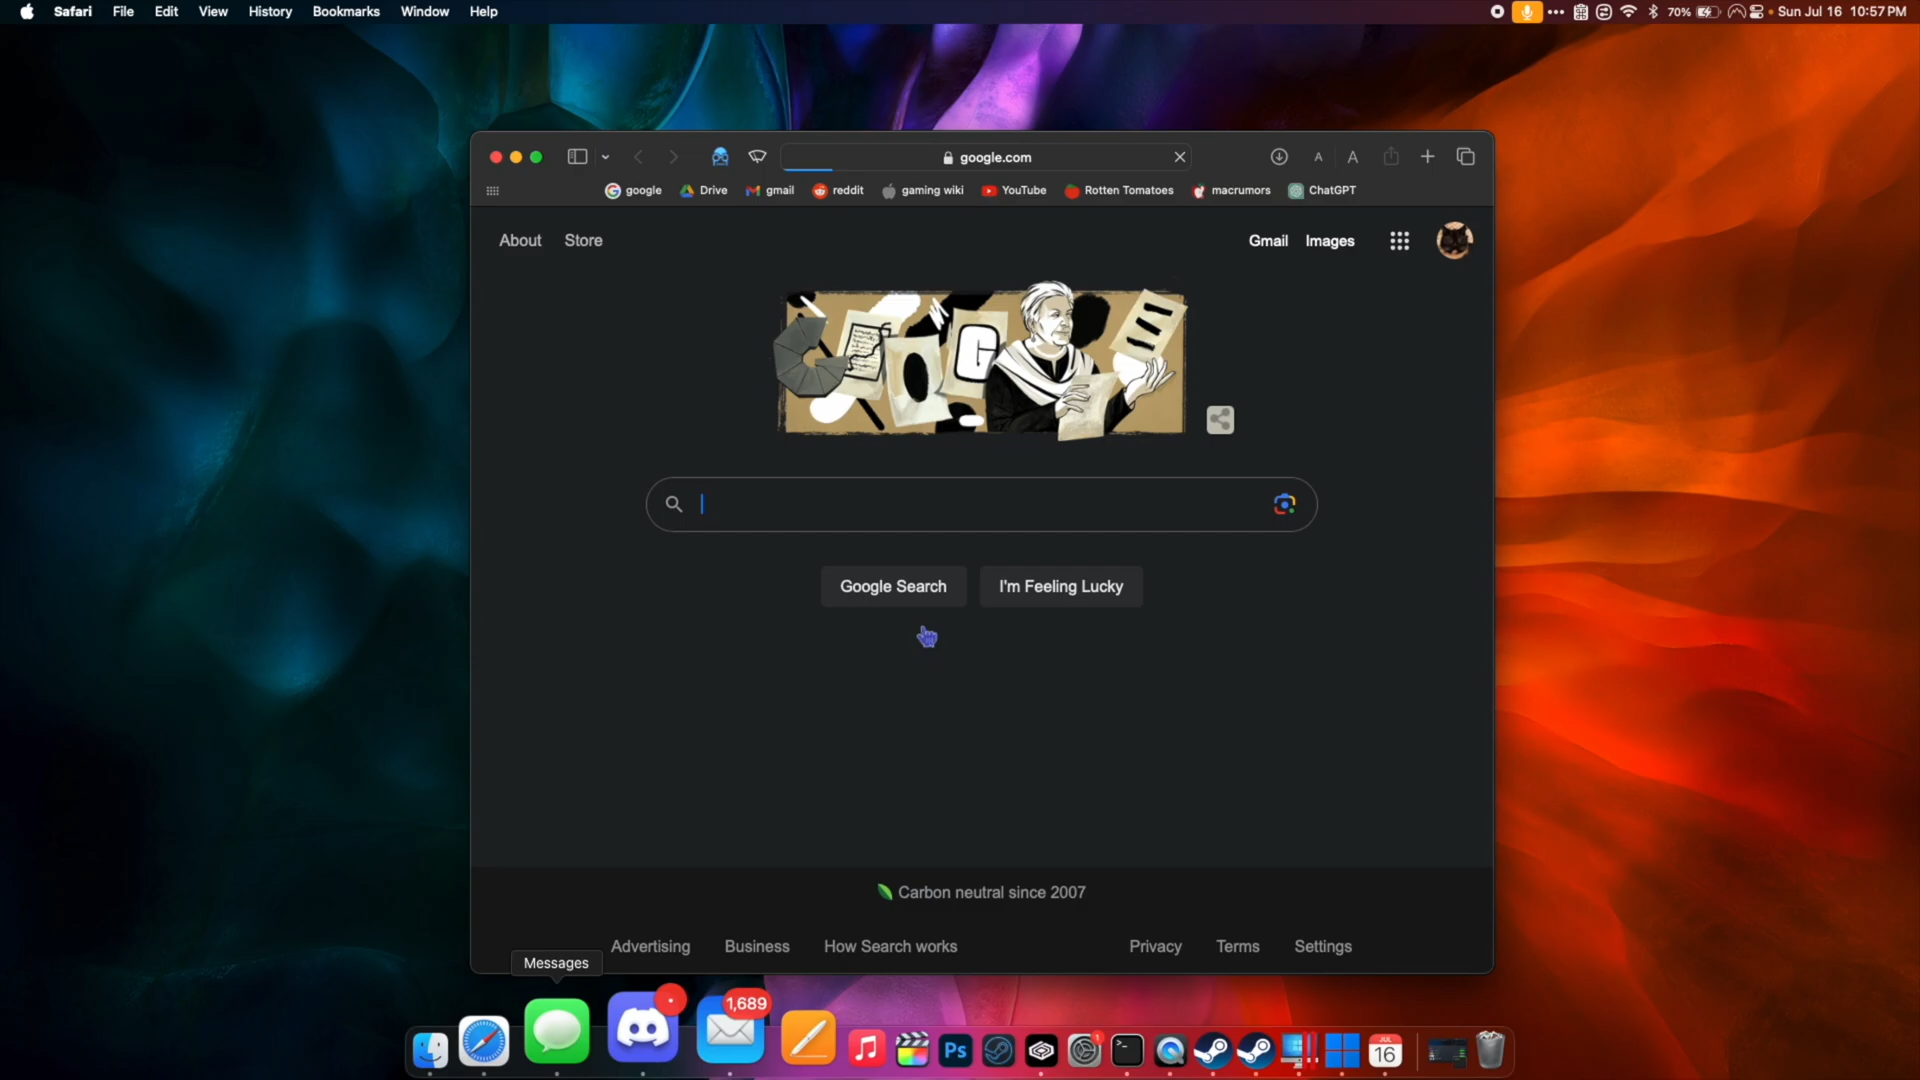 Safari File Edit View History Bookmarks Window Help
70% Sun Jul 16 10:57 PM
google.com
A A
google Drive gmail reddit gaming wiki YouTube Rotten Tomatoes macrumors ChatGPT
About Store Gmail Images
G
Google Search I'm Feeling Lucky
Carbon neutral since 2007
Advertising Business How Search works Privacy Terms Settings
Messages
1,689
1
Ps
JUL
16